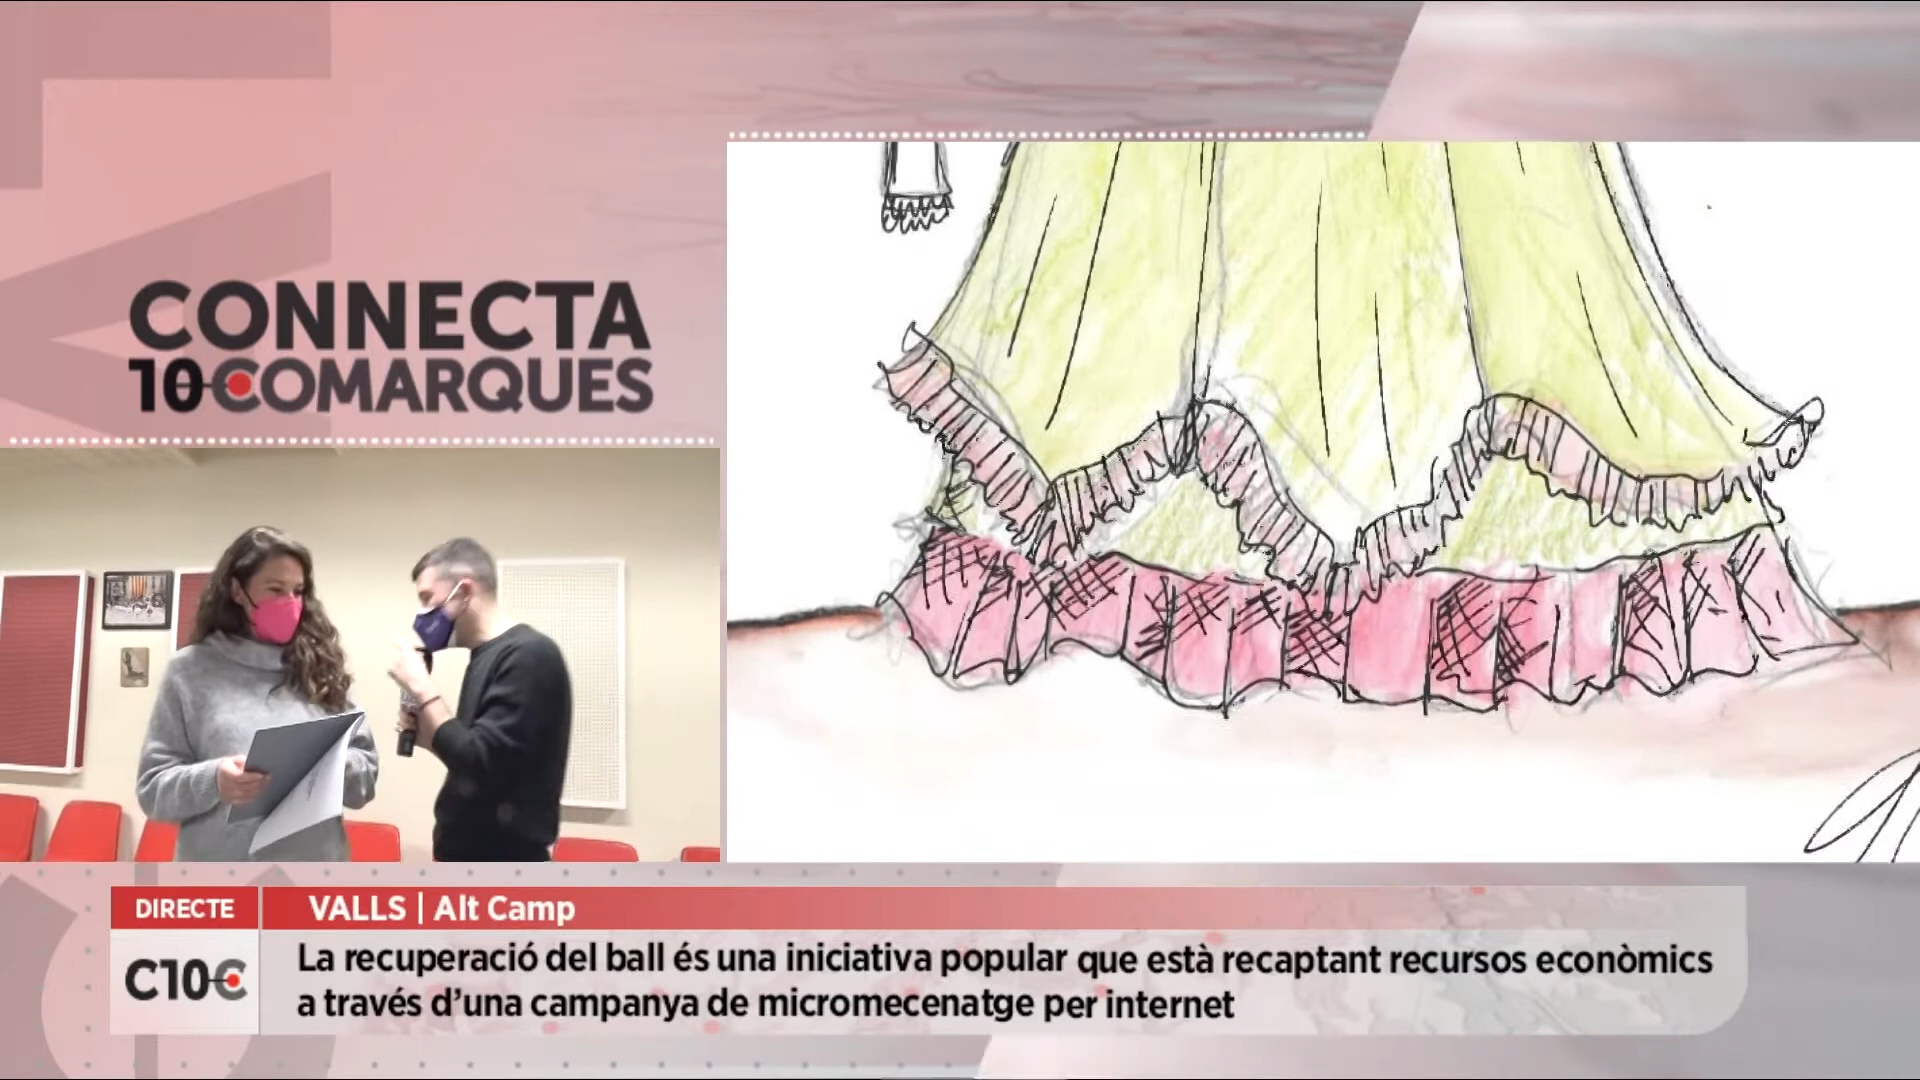 CONNECTA
10COMARQUES
DIRECTE
VALLS | Alt Camp
C10C
La recuperació del ball és una iniciativa popular que està recaptant recursos econòmics
a través d'una campanya de micromecenatge per internet